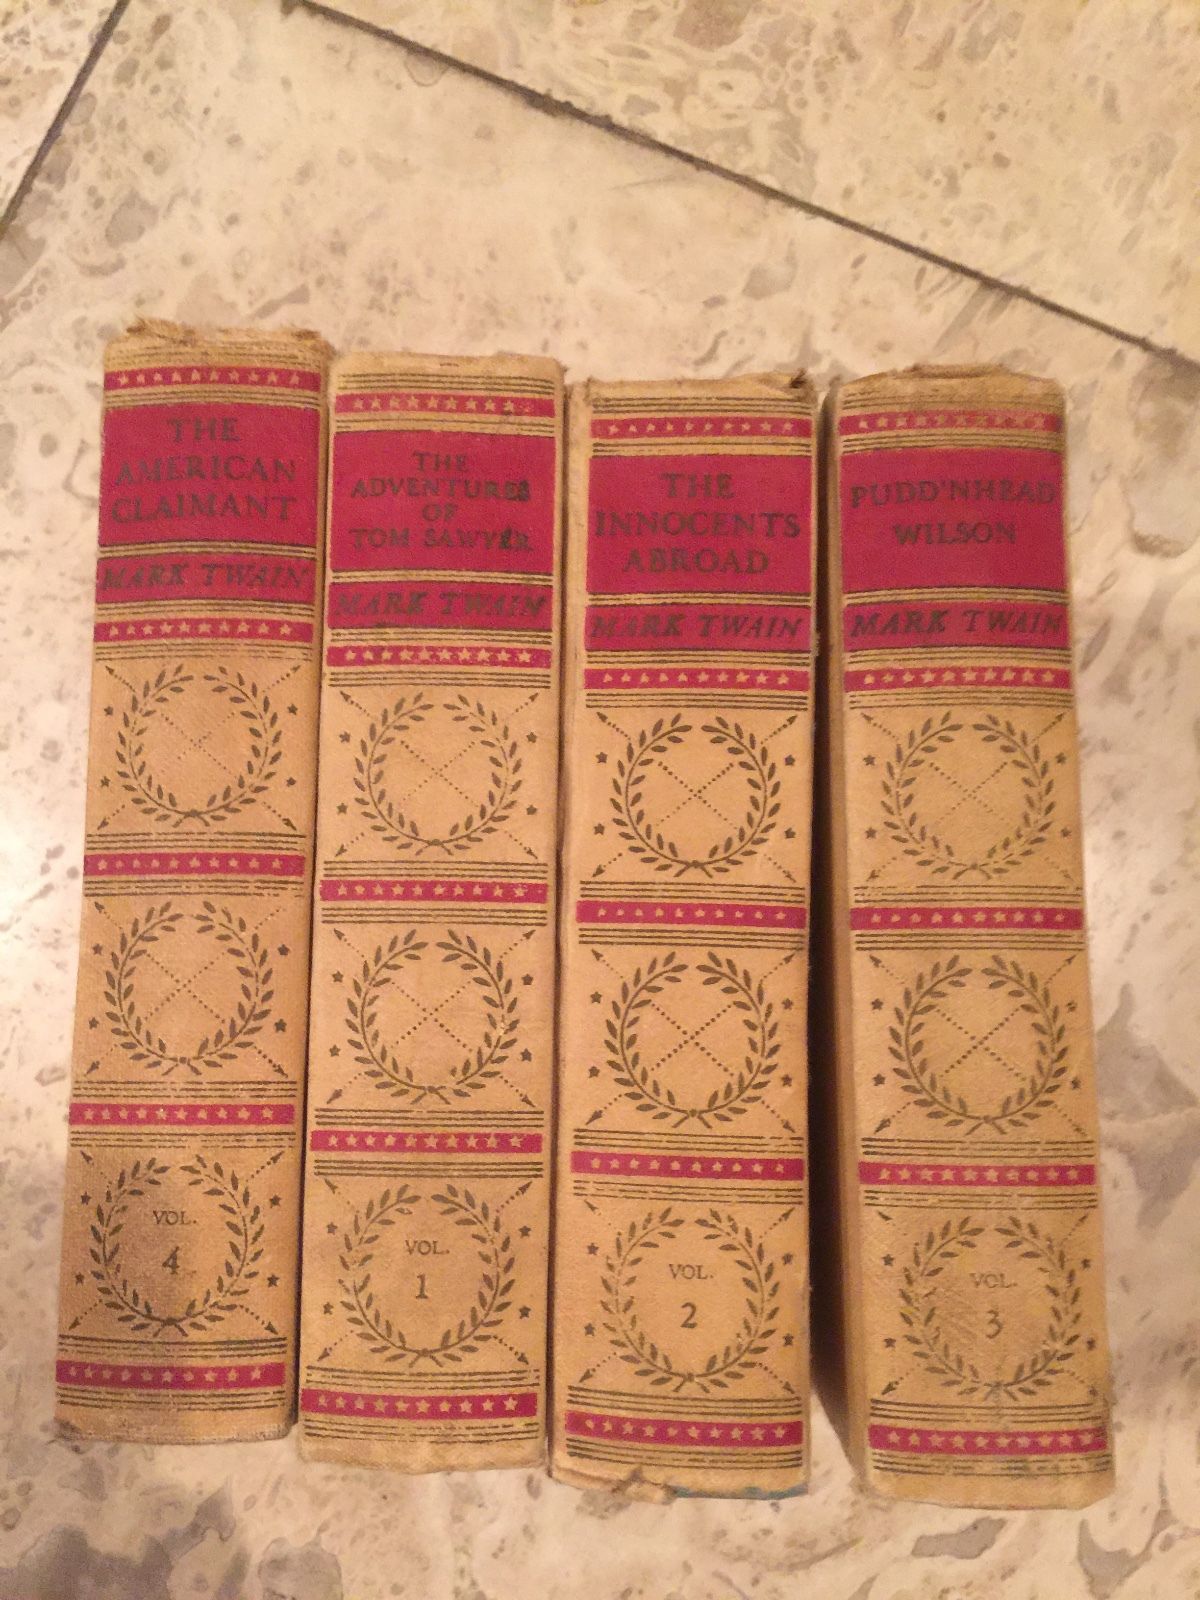 THE
AMERICAN
CLAIMANT
MARK TWAIN
VOL.
4
THE
ADVENTURES
OF
TOM SAWYER
MARK TWAIN
VOL.
1
THE
INNOCENTS
ABROAD
MARK TWAIN
VOL.
2
PUDD'NHEAD
WILSON
MARK TWAIN
VOL.
3